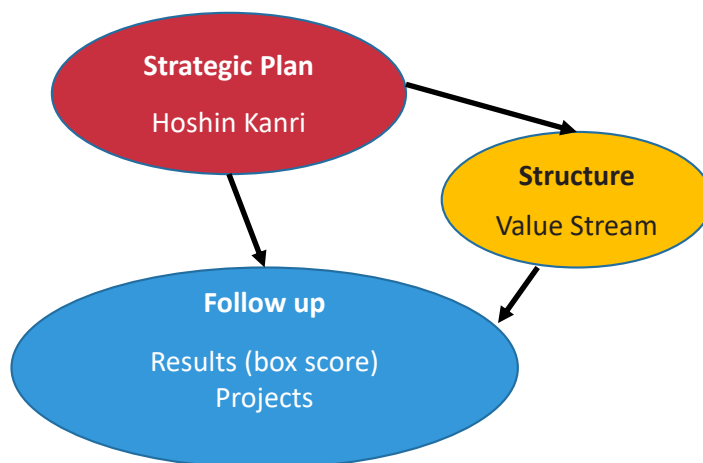 Strategic Plan
Hoshin Kanri
Structure
Value Stream
Follow up
Results (box score)
Projects